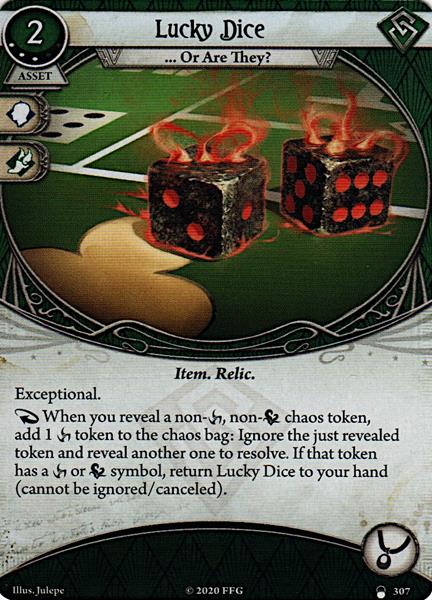 2
Lucky Dice
... Or Are They?
ASSET
Item. Relic.
Exceptional.
When you reveal a non-, non- chaos token,
add 1 token to the chaos bag: Ignore the just revealed
token and reveal another one to resolve. If that token
has a or symbol, return Lucky Dice to your hand
(cannot be ignored/canceled).
Illus. Julepe
© 2020 FFG
307